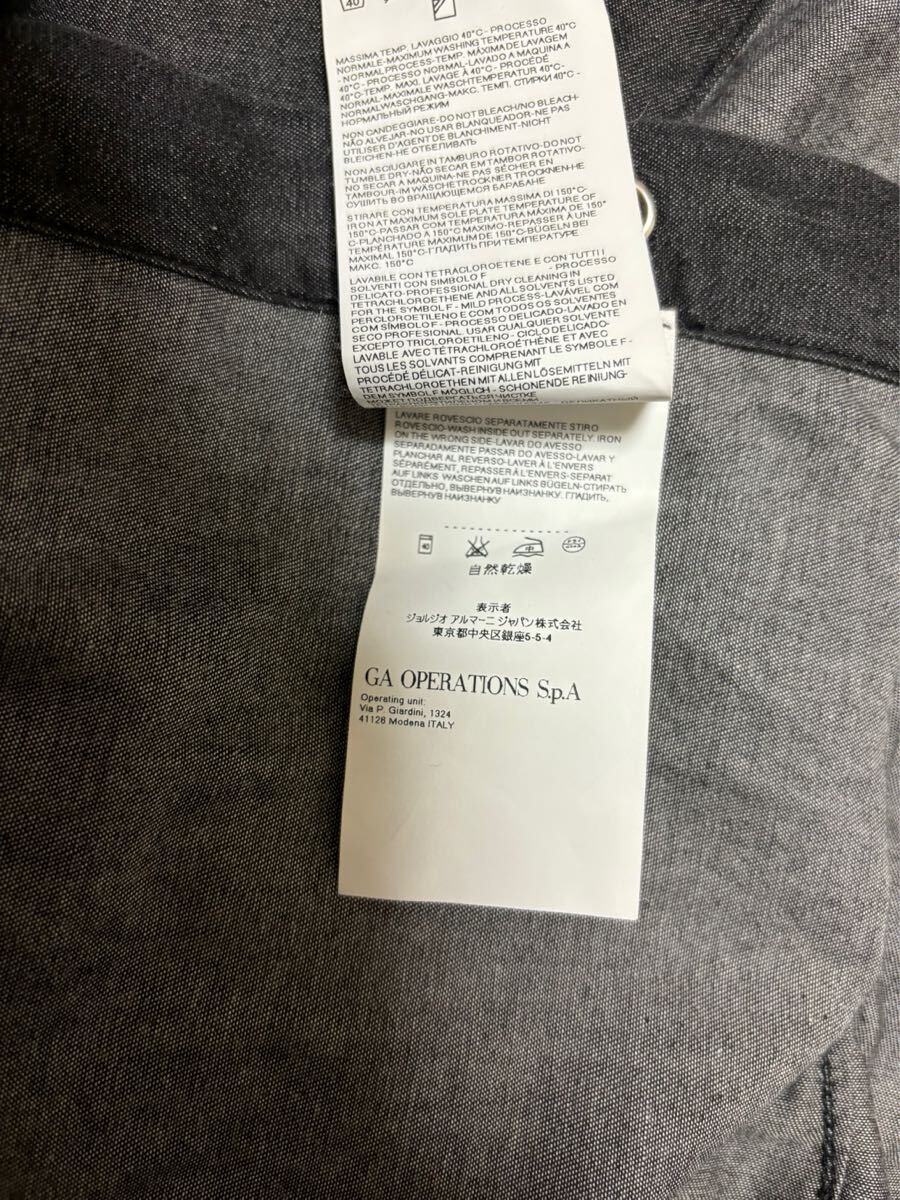 40
MASSIMA TEMP. LAVAGGIO 40°C - PROCESSO
NORMALE-MAXIMUM WASHING TEMPERATURE 40°C
- NORMAL PROCESS-TEMP. MÁXIMA DE LAVAGEM
40°C - PROCESSO NORMAL-LAVADO A MAQUINA A
40°C-TEMP. MAXI. LAVAGE À 40°C - PROCÉDÉ
NORMAL-MAXIMALE WASCHTEMPERATUR 40°C-
NORMALWASCHGANG-МАКС. ТЕМП. СТИРКИ 40°C -
НОРМАЛЬНЫЙ РЕЖИМ
NON CANDEGGIARE-DO NOT BLEACH/NO BLEACH-
NÃO ALVEJAR-NO USAR BLANQUEADOR-NE PAS
UTILISER D'AGENT DE BLANCHIMENT-NICHT
BLEICHEN-НЕ ОТБЕЛИВАТЬ
NON ASCIUGARE IN TAMBURO ROTATIVO-DO NOT
TUMBLE DRY-NÃO SECAR EM TAMBOR ROTATIVO-
NO SECAR A MAQUINA-NE PAS SÉCHER EN
TAMBOUR-IM WÄSCHETROCKNER TROCKNEN-НЕ
СУШИТЬ ВО ВРАЩАЮЩЕМСЯ БАРАБАНЕ
STIRARE CON TEMPERATURA MASSIMA DI 150°C-
IRON AT MAXIMUM SOLE PLATE TEMPERATURE OF
150°C-PASSAR COM TEMPERATURA MÁXIMA DE 150°
C-PLANCHADO A 150°C MAXIMO-REPASSER À UNE
TEMPÉRATURE MAXIMUM DE 150°C-BÜGELN BEI
MAXIMAL 150°C-ГЛАДИТЬ ПРИ ТЕМПЕРАТУРЕ
МАКС. 150°C
LAVABILE CON TETRACLOROETENE E CON TUTTI I
SOLVENTI CON SIMBOLO F - PROCESSO
DELICATO-PROFESSIONAL DRY CLEANING IN
TETRACHLOROETHENE AND ALL SOLVENTS LISTED
FOR THE SYMBOL F - MILD PROCESS-LAVÁVEL COM
PERCLOROETILENO E COM TODOS OS SOLVENTES
COM SÍMBOLO F - PROCESSO DELICADO-LAVADO EN
SECO PROFESIONAL. USAR CUALQUIER SOLVENTE
EXCEPTO TRICLOROETILENO - CICLO DELICADO-
LAVABLE AVEC TÉTRACHLOROÉTHÈNE ET AVEC
TOUS LES SOLVANTS COMPRENANT LE SYMBOLE F -
PROCÉDÉ DÉLICAT-REINIGUNG MIT
TETRACHLOROETHEN MIT ALLEN LÖSEMITTELN MIT
DEM SYMBOL F MÖGLICH - SCHONENDE REINIUNG-
МОЖЕТ ПОДВЕРГАТЬСЯ ЧИСТКЕ
LAVARE ROVESCIO SEPARATAMENTE STIRO
ROVESCIO-WASH INSIDE OUT SEPARATELY. IRON
ON THE WRONG SIDE-LAVAR DO AVESSO
SEPARADAMENTE PASSAR DO AVESSO-LAVAR Y
PLANCHAR AL REVERSO-LAVER À L'ENVERS
SÉPARÉMENT, REPASSER À L'ENVERS-SEPARAT
AUF LINKS WASCHEN AUF LINKS BÜGELN-СТИРАТЬ
ОТДЕЛЬНО, ВЫВЕРНУВ НАИЗНАНКУ. ГЛАДИТЬ,
ВЫВЕРНУВ НАИЗНАНКУ
40 中
自然乾燥
表示者
ジョルジオ アルマーニ ジャパン株式会社
東京都中央区銀座5-5-4
GA OPERATIONS S.p.A
Operating unit:
Via P. Giardini, 1324
41126 Modena ITALY